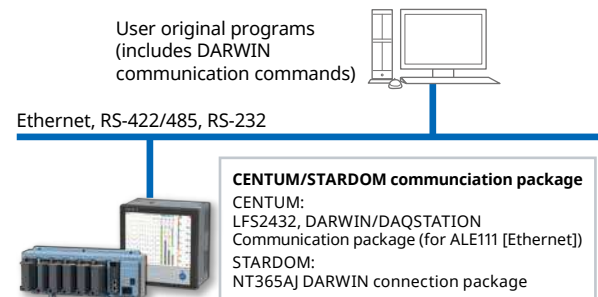 User original programs
(includes DARWIN
communication commands)
Ethernet, RS-422/485, RS-232
CENTUM/STARDOM communciation package
CENTUM:
LFS2432, DARWIN/DAQSTATION
Communication package (for ALE111 [Ethernet])
STARDOM:
NT365AJ DARWIN connection package